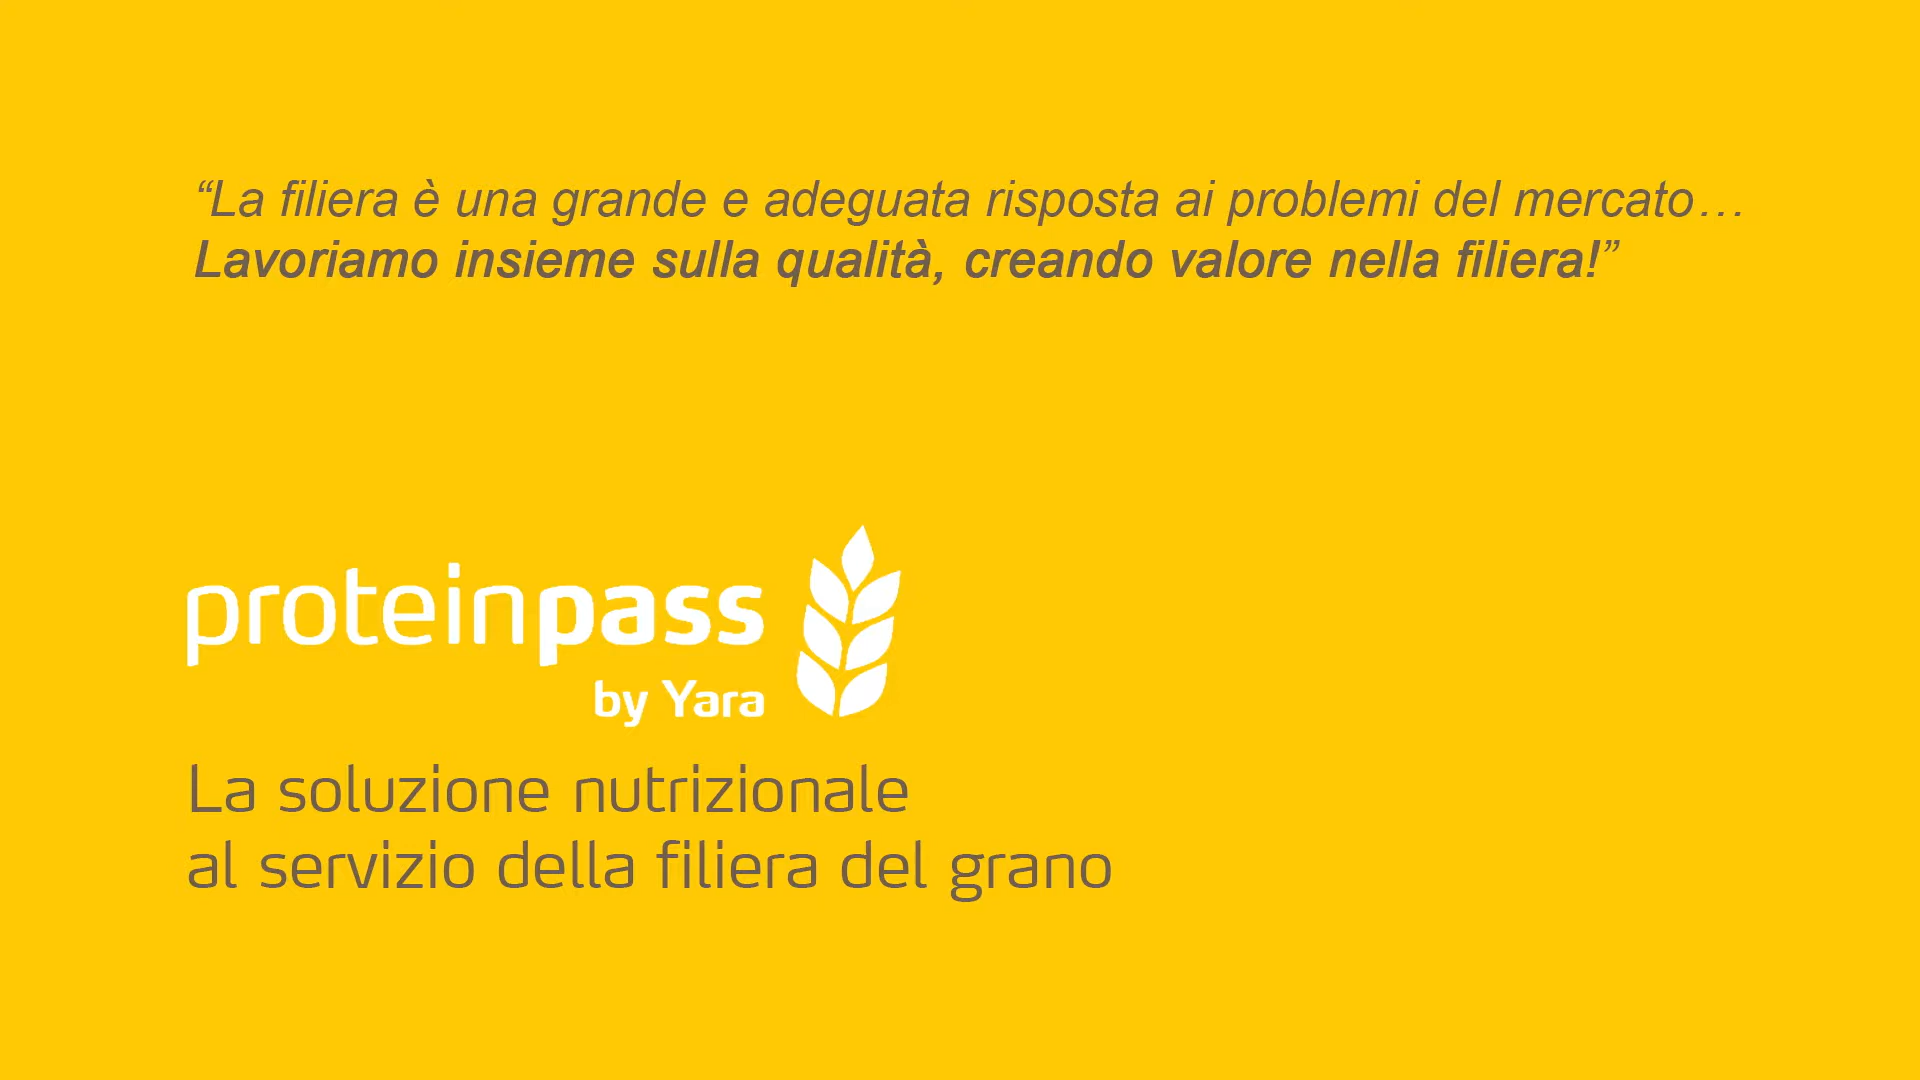 “La filiera è una grande e adeguata risposta ai problemi del mercato…
Lavoriamo insieme sulla qualità, creando valore nella filiera!”
proteinpass
by Yara
La soluzione nutrizionale
al servizio della filiera del grano